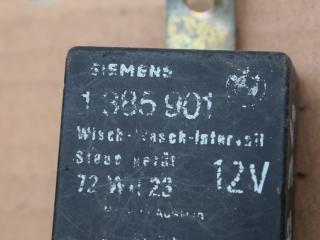 SIEMENS
1 385 901
Wisch-Wasch-Intervall
Steuergerät
12V